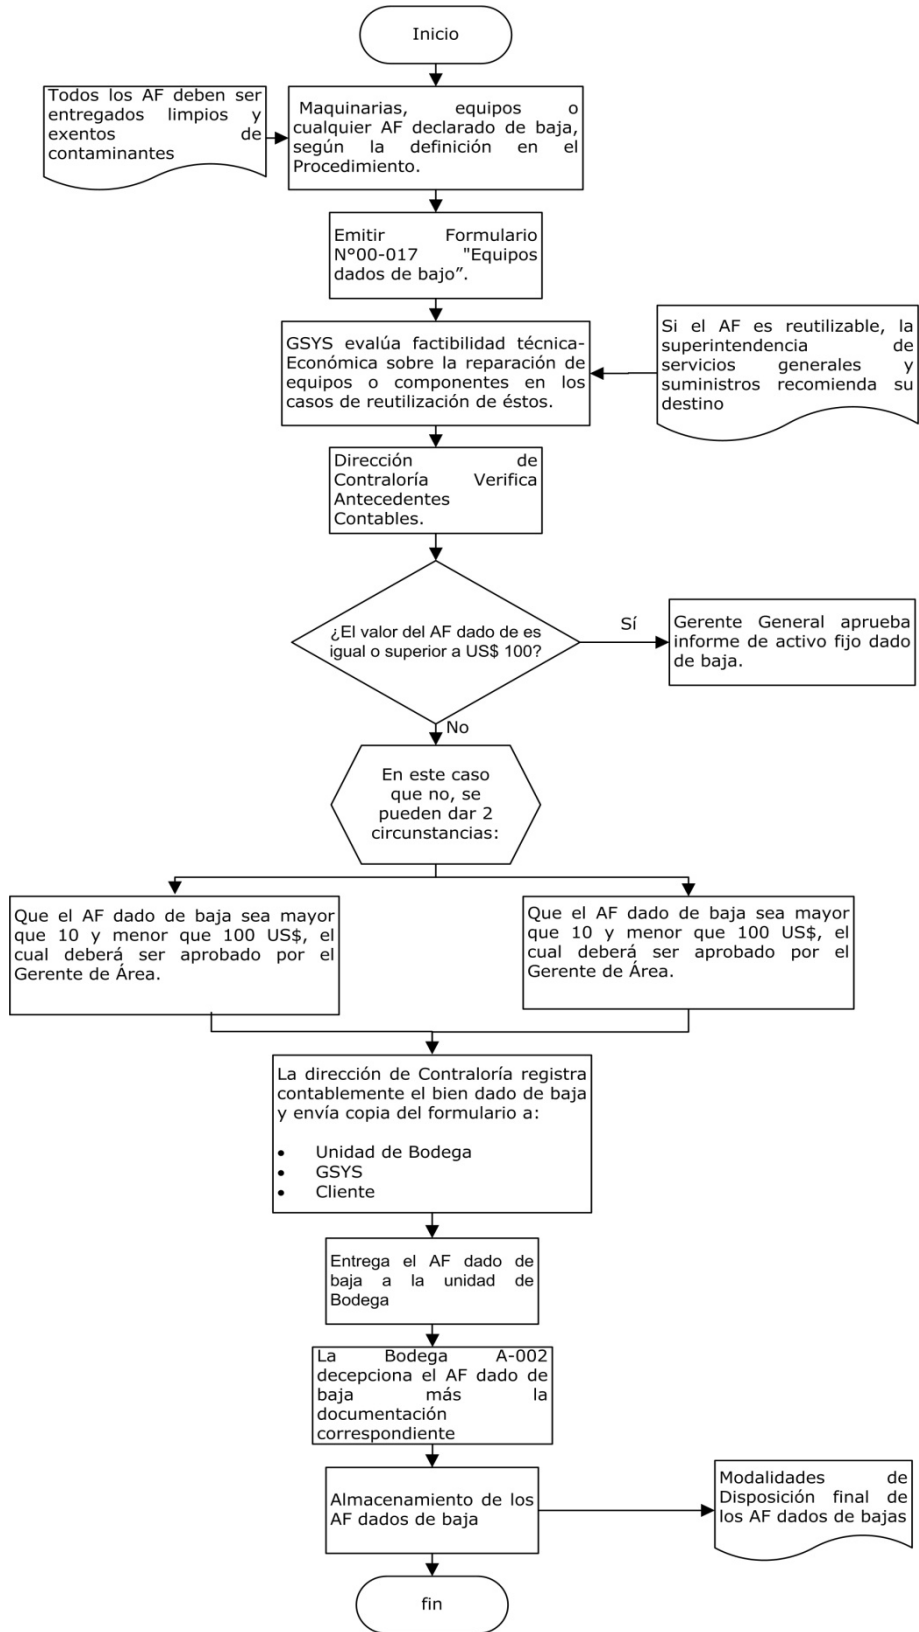 Inicio
Todos los AF deben ser
entregados limpios y
exentos de
contaminantes
Maquinarias, equipos o
cualquier AF declarado de baja,
según la definición en el
Procedimiento.
Emitir Formulario
N°00-017 "Equipos
dados de bajo”.
GSYS evalúa factibilidad técnica-
Económica sobre la reparación de
equipos o componentes en los
casos de reutilización de éstos.
Si el AF es reutilizable, la
superintendencia de
servicios generales y
suministros recomienda su
destino
Dirección de
Contraloría Verifica
Antecedentes
Contables.
¿El valor del AF dado de es
igual o superior a US$ 100?
Sí
Gerente General aprueba
informe de activo fijo dado
de baja.
No
En este caso
que no, se
pueden dar 2
circunstancias:
Que el AF dado de baja sea mayor
que 10 y menor que 100 US$, el
cual deberá ser aprobado por el
Gerente de Área.
Que el AF dado de baja sea mayor
que 10 y menor que 100 US$, el
cual deberá ser aprobado por el
Gerente de Área.
La dirección de Contraloría registra
contablemente el bien dado de baja
y envía copia del formulario a:
• Unidad de Bodega
• GSYS
• Cliente
Entrega el AF dado de
baja a la unidad de
Bodega
La Bodega A-002
decepciona el AF dado de
baja más la
documentación
correspondiente
Almacenamiento de los
AF dados de baja
Modalidades de
Disposición final de
los AF dados de bajas
fin